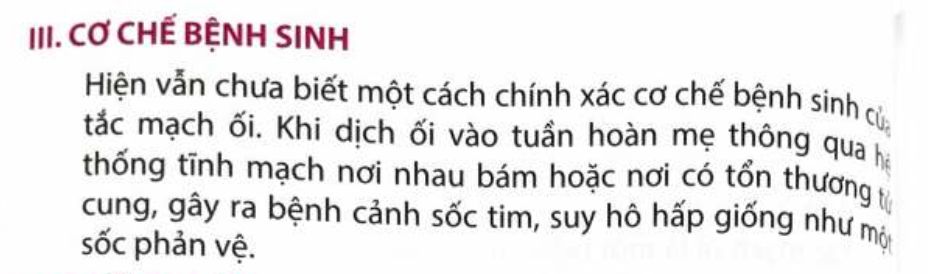 III. CƠ CHẾ BỆNH SINH
Hiện vẫn chưa biết một cách chính xác cơ chế bệnh sinh của
tắc mạch ối. Khi dịch ối vào tuần hoàn mẹ thông qua hệ
thống tĩnh mạch nơi nhau bám hoặc nơi có tổn thương tử
cung, gây ra bệnh cảnh sốc tim, suy hô hấp giống như một
sốc phản vệ.